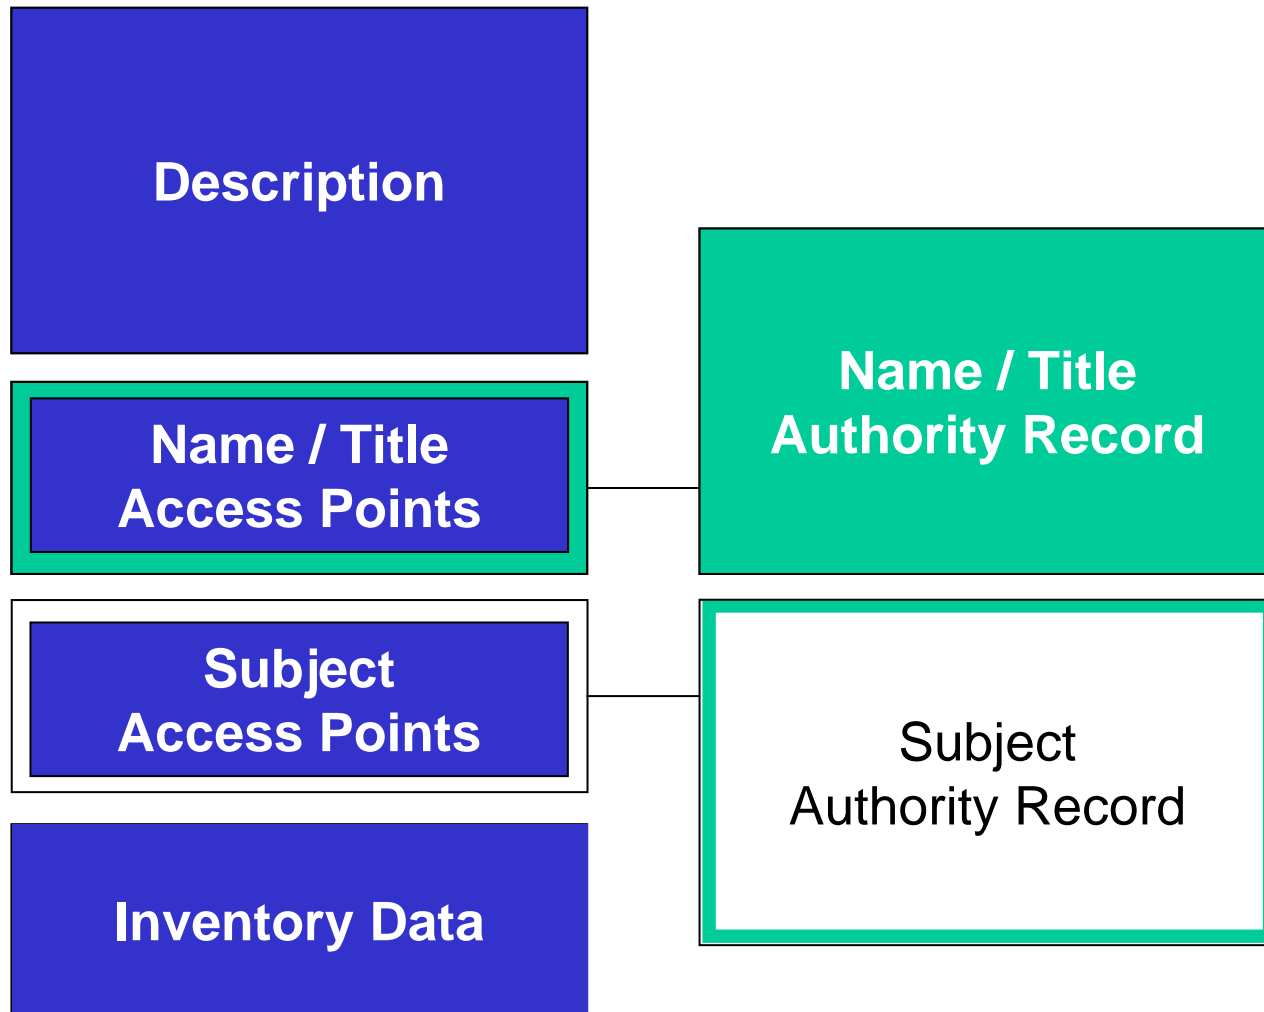 Description
Name / Title
Access Points
Subject
Access Points
Inventory Data
Name / Title
Authority Record
Subject
Authority Record